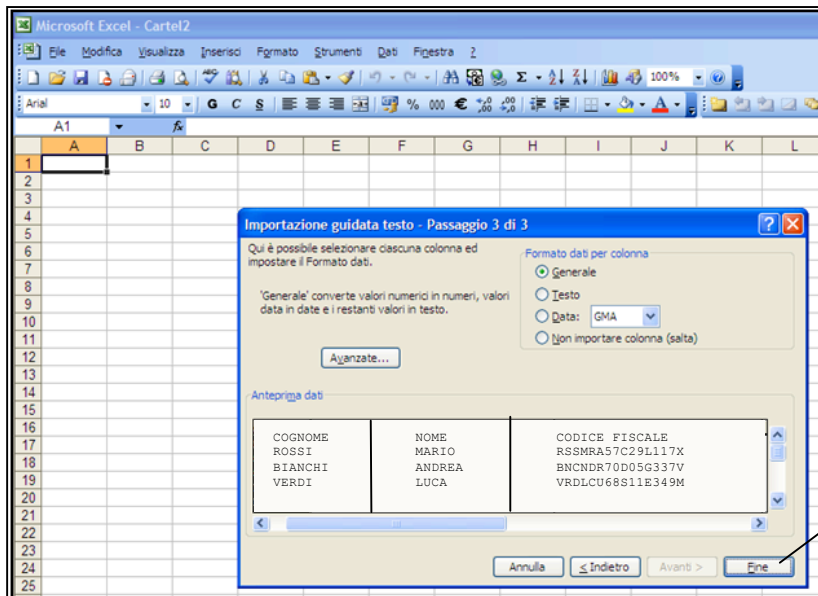 Microsoft Excel - Cartel2
File Modifica Visualizza Inserisci Formato Strumenti Dati Finestra ?
100%
Arial 10 G C S % 000 €
A1 fx
A B C D E F G H I J K L
1
2
3
4
5
6
7
8
9
10
11
12
13
14
15
16
17
18
19
20
21
22
23
24
25
Importazione guidata testo - Passaggio 3 di 3
Qui è possibile selezionare ciascuna colonna ed
impostare il Formato dati.
'Generale' converte valori numerici in numeri, valori
data in date e i restanti valori in testo.
Avanzate...
Formato dati per colonna
Generale
Testo
Data: GMA
Non importare colonna (salta)
Anteprima dati
COGNOME NOME CODICE FISCALE
ROSSI MARIO RSSMRA57C29L117X
BIANCHI ANDREA BNCNDR70D05G337V
VERDI LUCA VRDLCU68S11E349M
Annulla < Indietro Avanti > Fine